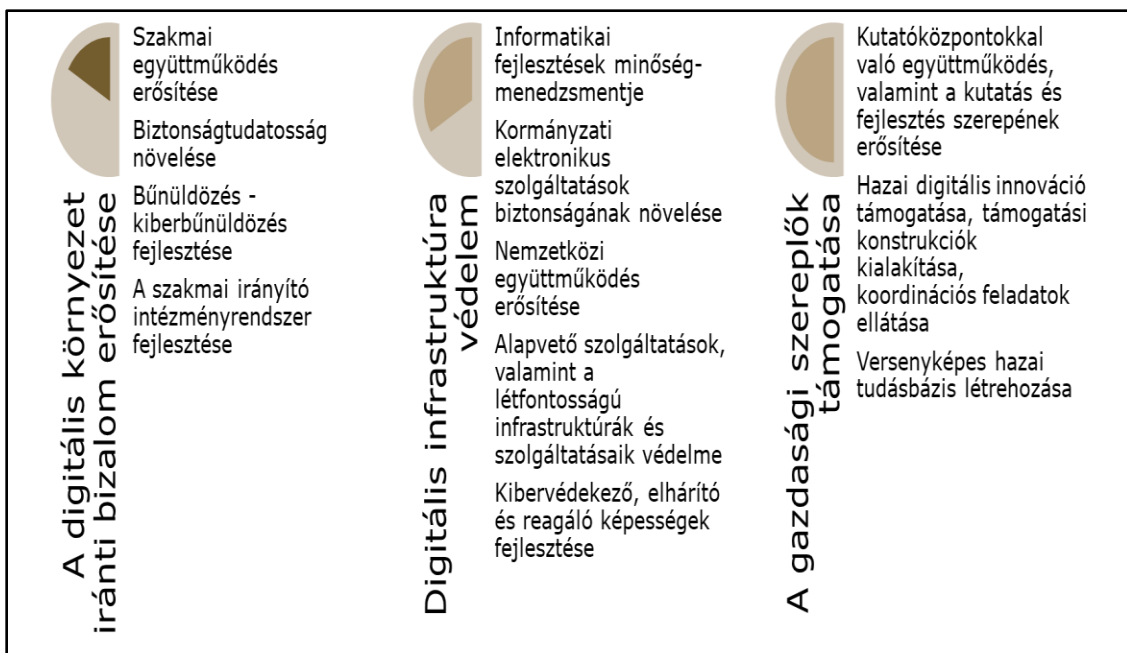 A digitális környezet
iránti bizalom erősítése
Szakmai
együttműködés
erősítése
Biztonságtudatosság
növelése
Bűnüldözés -
kiberbűnüldözés
fejlesztése
A szakmai irányító
intézményrendszer
fejlesztése
Digitális infrastruktúra
védelem
Informatikai
fejlesztések minőség-
menedzsmentje
Kormányzati
elektronikus
szolgáltatások
biztonságának növelése
Nemzetközi
együttműködés
erősítése
Alapvető szolgáltatások,
valamint a
létfontosságú
infrastruktúrák és
szolgáltatásaik védelme
Kibervédekező, elhárító
és reagáló képességek
fejlesztése
A gazdasági szereplők
támogatása
Kutatóközpontokkal
való együttműködés,
valamint a kutatás és
fejlesztés szerepének
erősítése
Hazai digitális innováció
támogatása, támogatási
konstrukciók
kialakítása,
koordinációs feladatok
ellátása
Versenyképes hazai
tudásbázis létrehozása